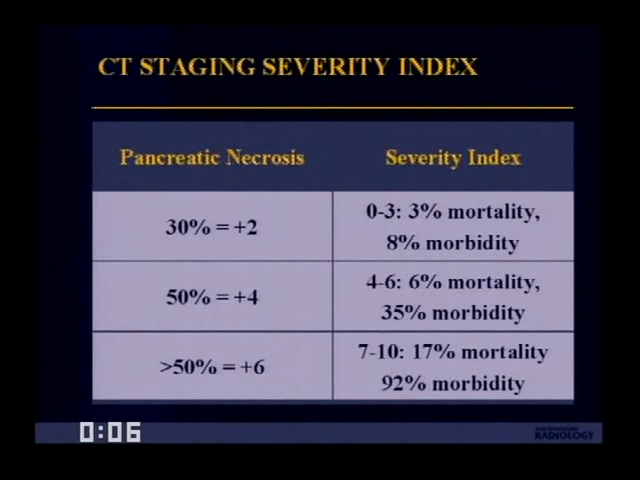 CT STAGING SEVERITY INDEX
Pancreatic Necrosis
Severity Index
30% = +2
0-3: 3% mortality,
8% morbidity
50% = +4
4-6: 6% mortality,
35% morbidity
>50% = +6
7-10: 17% mortality
92% morbidity
0:06
RADIOLOGY